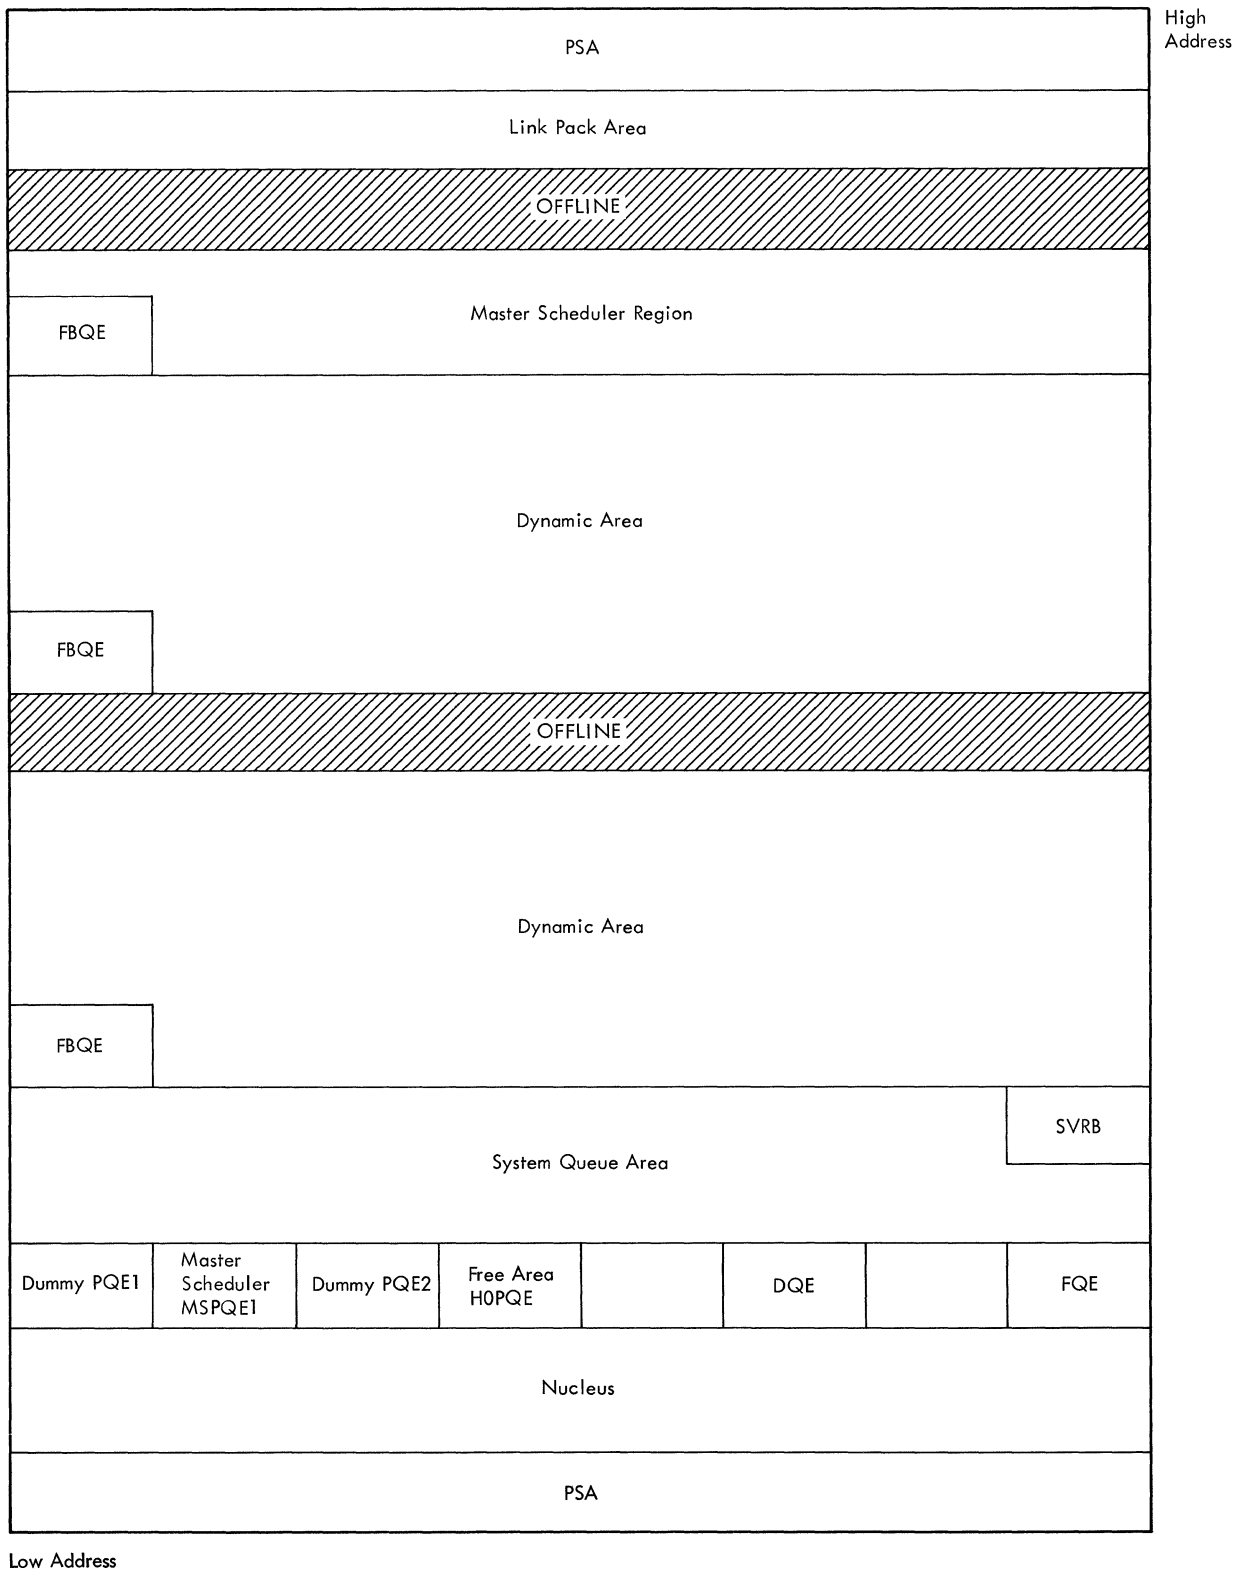 High
Address
PSA
Link Pack Area
OFFLINE
Master Scheduler Region
FBQE
Dynamic Area
FBQE
OFFLINE
Dynamic Area
FBQE
SVRB
System Queue Area
Dummy PQE1
Master
Scheduler
MSPQE1
Dummy PQE2
Free Area
H0PQE
DQE
FQE
Nucleus
PSA
Low Address